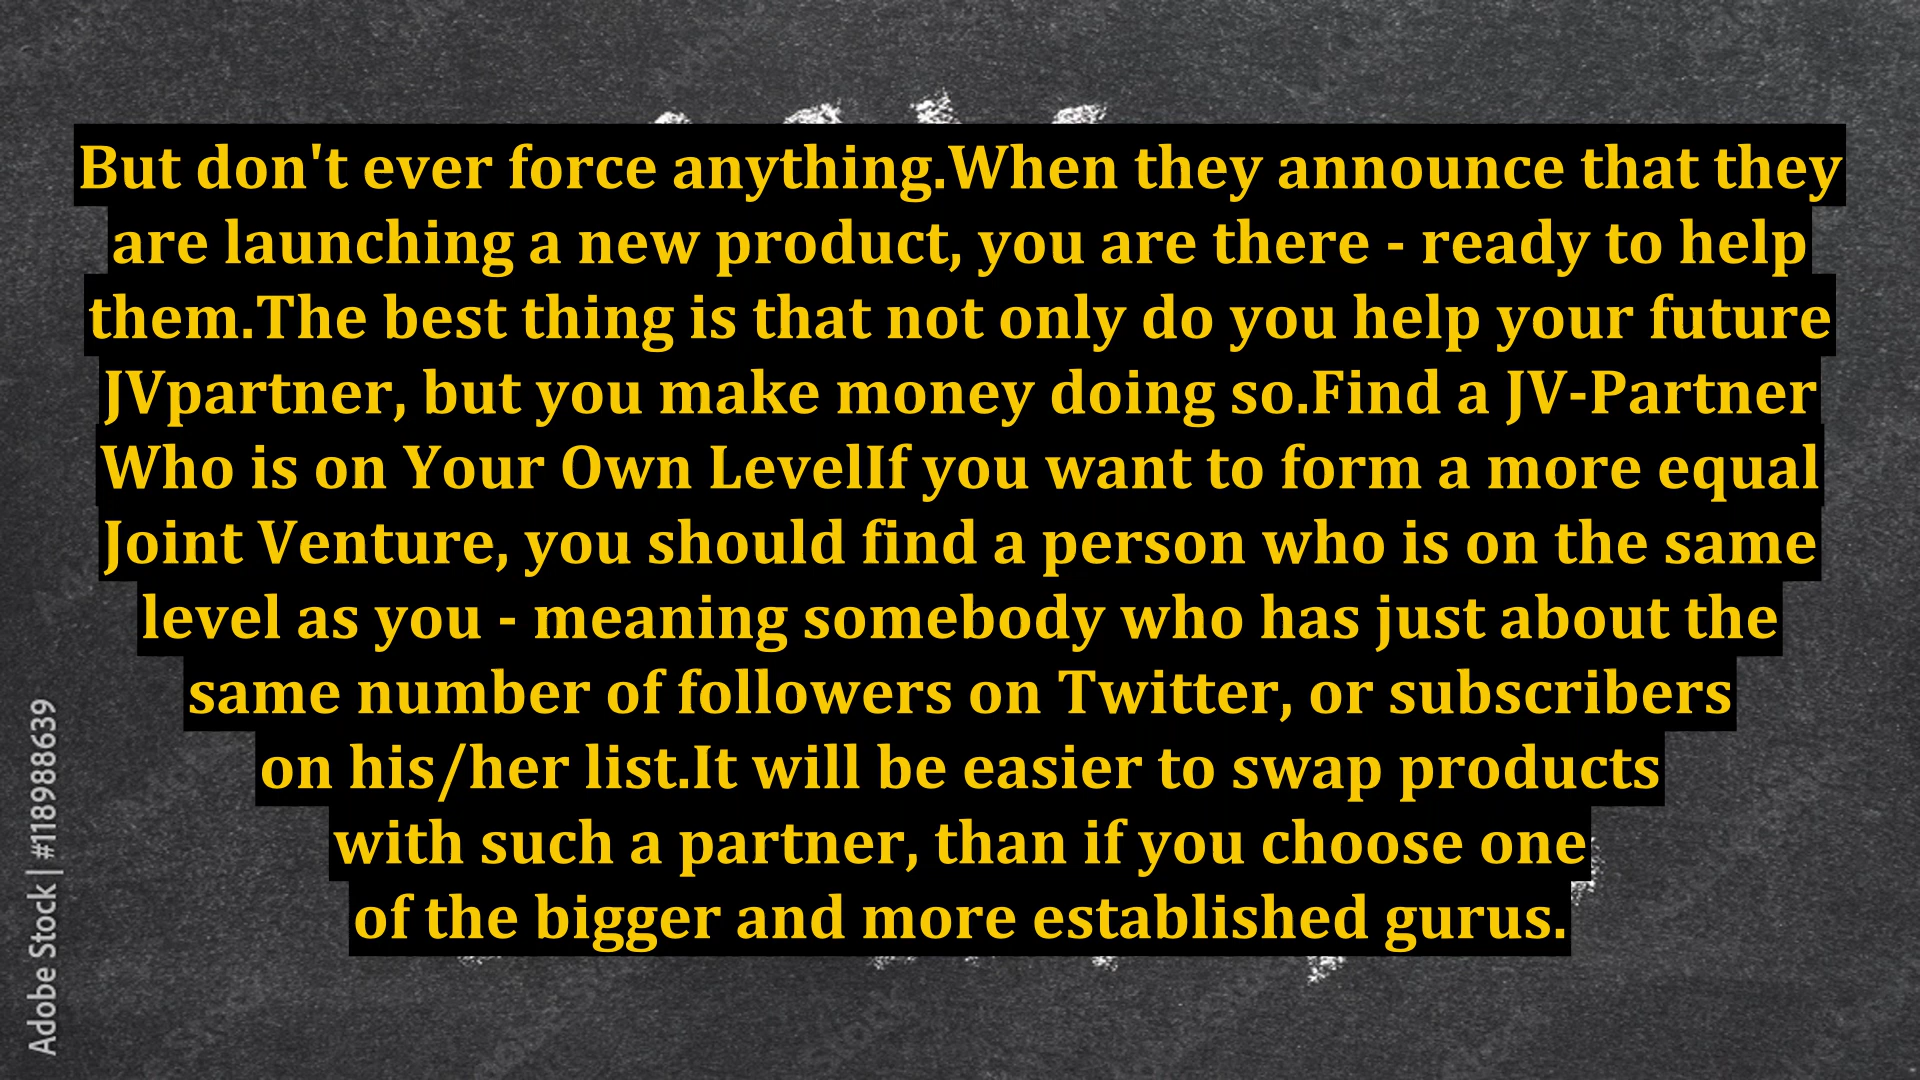 But don't ever force anything.When they announce that they
are launching a new product, you are there - ready to help
them.The best thing is that not only do you help your future
JVpartner, but you make money doing so.Find a JV-Partner
Who is on Your Own LevelIf you want to form a more equal
Joint Venture, you should find a person who is on the same
level as you - meaning somebody who has just about the
same number of followers on Twitter, or subscribers
on his/her list.It will be easier to swap products
with such a partner, than if you choose one
of the bigger and more established gurus.
Adobe Stock | #118988639